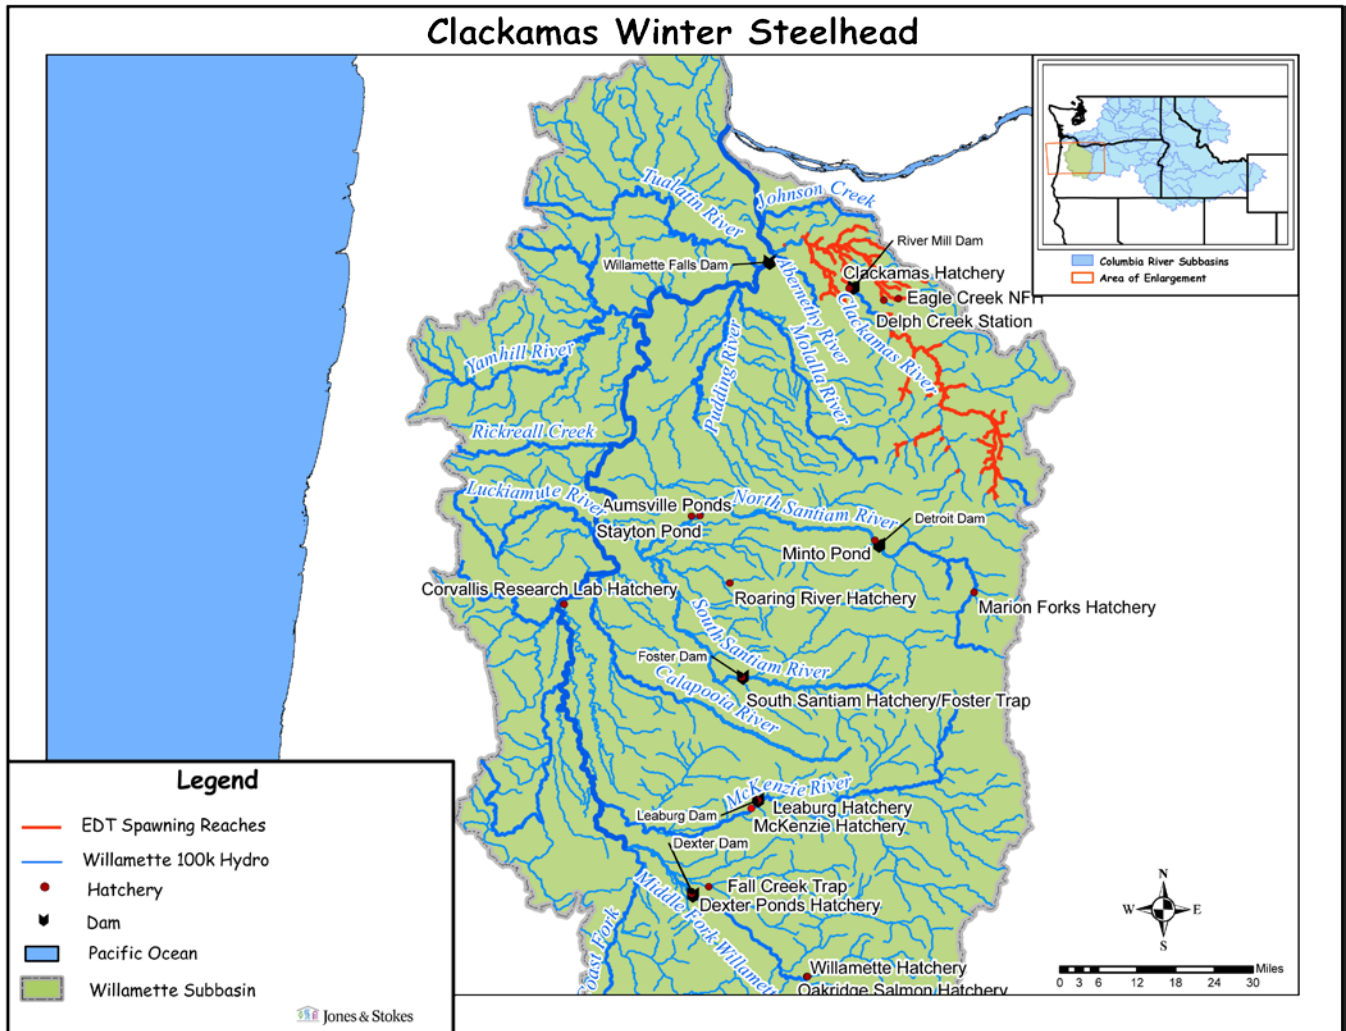 Clackamas Winter Steelhead
Columbia River Subbasins
Area of Enlargement
Tualatin River
Johnson Creek
River Mill Dam
Willamette Falls Dam
Clackamas Hatchery
Abernethy River
Eagle Creek NFH
Delph Creek Station
Clackamas River
Molalla River
Pudding River
Yamhill River
Rickreall Creek
Luckiamute River
Aumsville Ponds
North Santiam River
Stayton Pond
Detroit Dam
Minto Pond
Corvallis Research Lab Hatchery
Roaring River Hatchery
Marion Forks Hatchery
South Santiam River
Foster Dam
Calapooia River
South Santiam Hatchery/Foster Trap
McKenzie River
Leaburg Dam
Leaburg Hatchery
McKenzie Hatchery
Dexter Dam
Fall Creek Trap
Dexter Ponds Hatchery
Middle Fork Willamett
Coast Fork
Willamette Hatchery
Oakridge Salmon Hatchery
Legend
EDT Spawning Reaches
Willamette 100k Hydro
Hatchery
Dam
Pacific Ocean
Willamette Subbasin
Jones & Stokes
N
W E
S
Miles
0 3 6 12 18 24 30